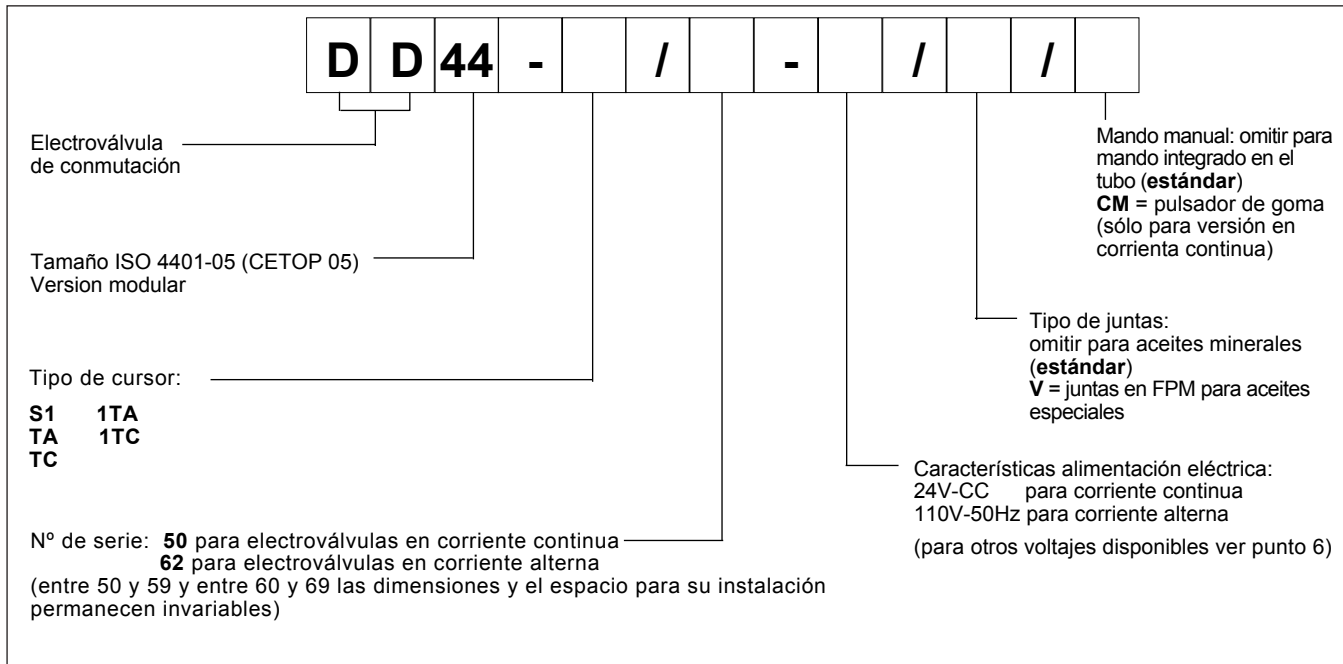 D D 44 - / - / /
Electroválvula
de conmutación
Mando manual: omitir para
mando integrado en el
tubo (estándar)
CM = pulsador de goma
(sólo para versión en
corrienta continua)
Tamaño ISO 4401-05 (CETOP 05)
Version modular
Tipo de juntas:
omitir para aceites minerales
(estándar)
V = juntas en FPM para aceites
especiales
Tipo de cursor:
S1 1TA
TA 1TC
TC
Características alimentación eléctrica:
24V-CC para corriente continua
110V-50Hz para corriente alterna
(para otros voltajes disponibles ver punto 6)
Nº de serie: 50 para electroválvulas en corriente continua
62 para electroválvulas en corriente alterna
(entre 50 y 59 y entre 60 y 69 las dimensiones y el espacio para su instalación
permanecen invariables)